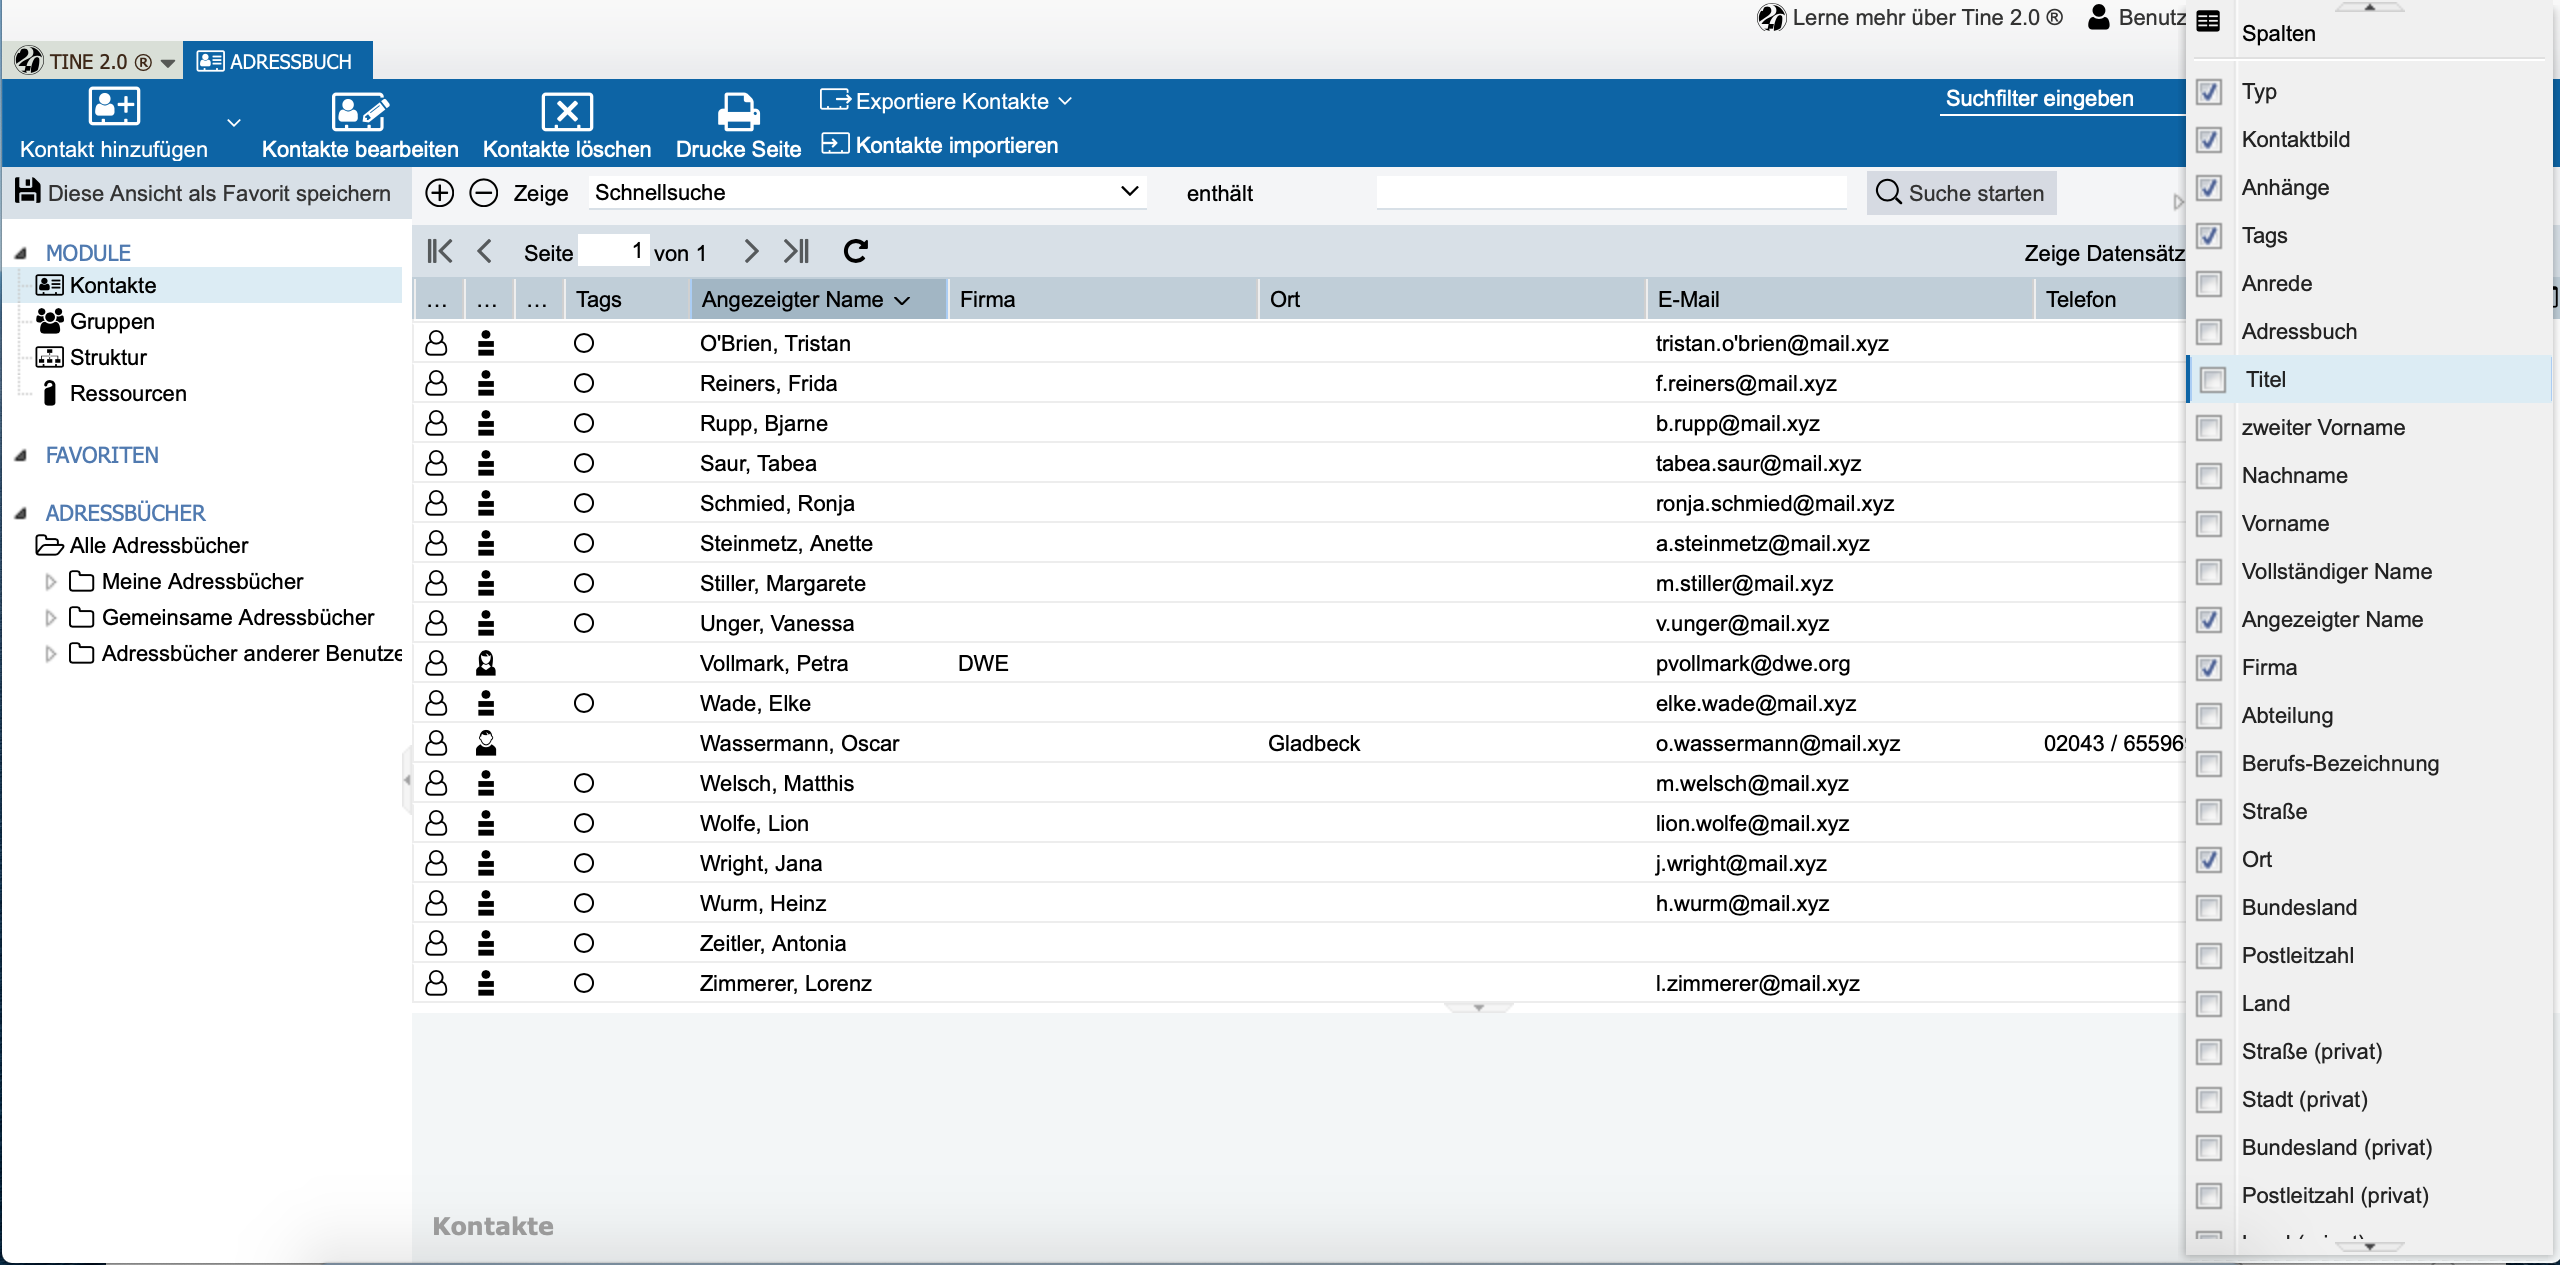 Lerne mehr über Tine 2.0 ®
TINE 2.0 ®
ADRESSBUCH
Kontakt hinzufügen
Kontakte bearbeiten
Kontakte löschen
Drucke Seite
Exportiere Kontakte
Kontakte importieren
Suchfilter eingeben
Diese Ansicht als Favorit speichern
Zeige
Schnellsuche
enthält
Suche starten
MODULE
Kontakte
Gruppen
Struktur
Ressourcen
FAVORITEN
ADRESSBÜCHER
Alle Adressbücher
Meine Adressbücher
Gemeinsame Adressbücher
Adressbücher anderer
Seite 1 von 1
Zeige
... ... ... Tags Angezeigter Name Firma Ort E-Mail Telefon
O'Brien, Tristan tristan.o'brien@mail.xyz
Reiners, Frida f.reiners@mail.xyz
Rupp, Bjarne b.rupp@mail.xyz
Saur, Tabea tabea.saur@mail.xyz
Schmied, Ronja ronja.schmied@mail.xyz
Steinmetz, Anette a.steinmetz@mail.xyz
Stiller, Margarete m.stiller@mail.xyz
Unger, Vanessa v.unger@mail.xyz
Vollmark, Petra DWE pvollmark@dwe.org
Wade, Elke elke.wade@mail.xyz
Wassermann, Oscar Gladbeck o.wassermann@mail.xyz 02043 / 65596
Welsch, Matthis m.welsch@mail.xyz
Wolfe, Lion lion.wolfe@mail.xyz
Wright, Jana j.wright@mail.xyz
Wurm, Heinz h.wurm@mail.xyz
Zeitler, Antonia
Zimmerer, Lorenz l.zimmerer@mail.xyz
Kontakte
Spalten
Typ
Kontaktbild
Anhänge
Tags
Anrede
Adressbuch
Titel
zweiter Vorname
Nachname
Vorname
Vollständiger Name
Angezeigter Name
Firma
Abteilung
Berufs-Bezeichnung
Straße
Ort
Bundesland
Postleitzahl
Land
Straße (privat)
Stadt (privat)
Bundesland (privat)
Postleitzahl (privat)